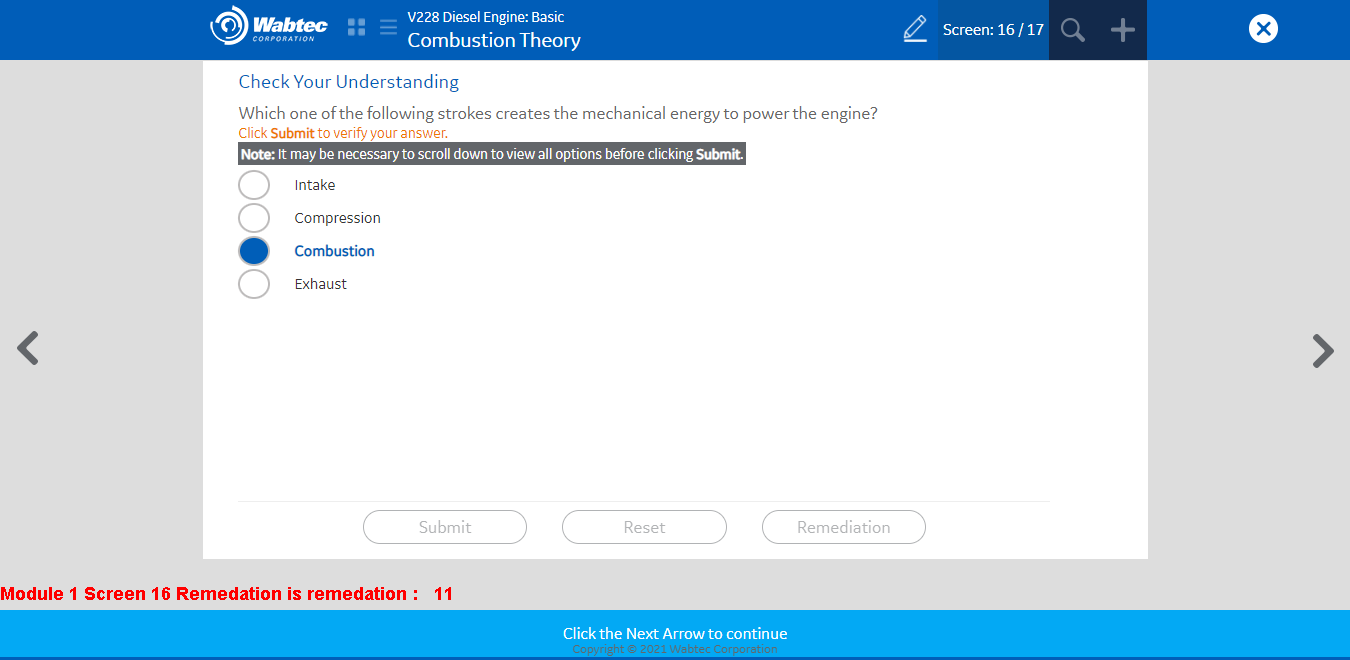 Wabtec
CORPORATION
V228 Diesel Engine: Basic
Combustion Theory
Screen: 16 / 17
Check Your Understanding
Which one of the following strokes creates the mechanical energy to power the engine?
Click Submit to verify your answer.
Note: It may be necessary to scroll down to view all options before clicking Submit.
Intake
Compression
Combustion
Exhaust
Submit
Reset
Remediation
Module 1 Screen 16 Remedation is remedation : 11
Click the Next Arrow to continue
Copyright © 2021 Wabtec Corporation